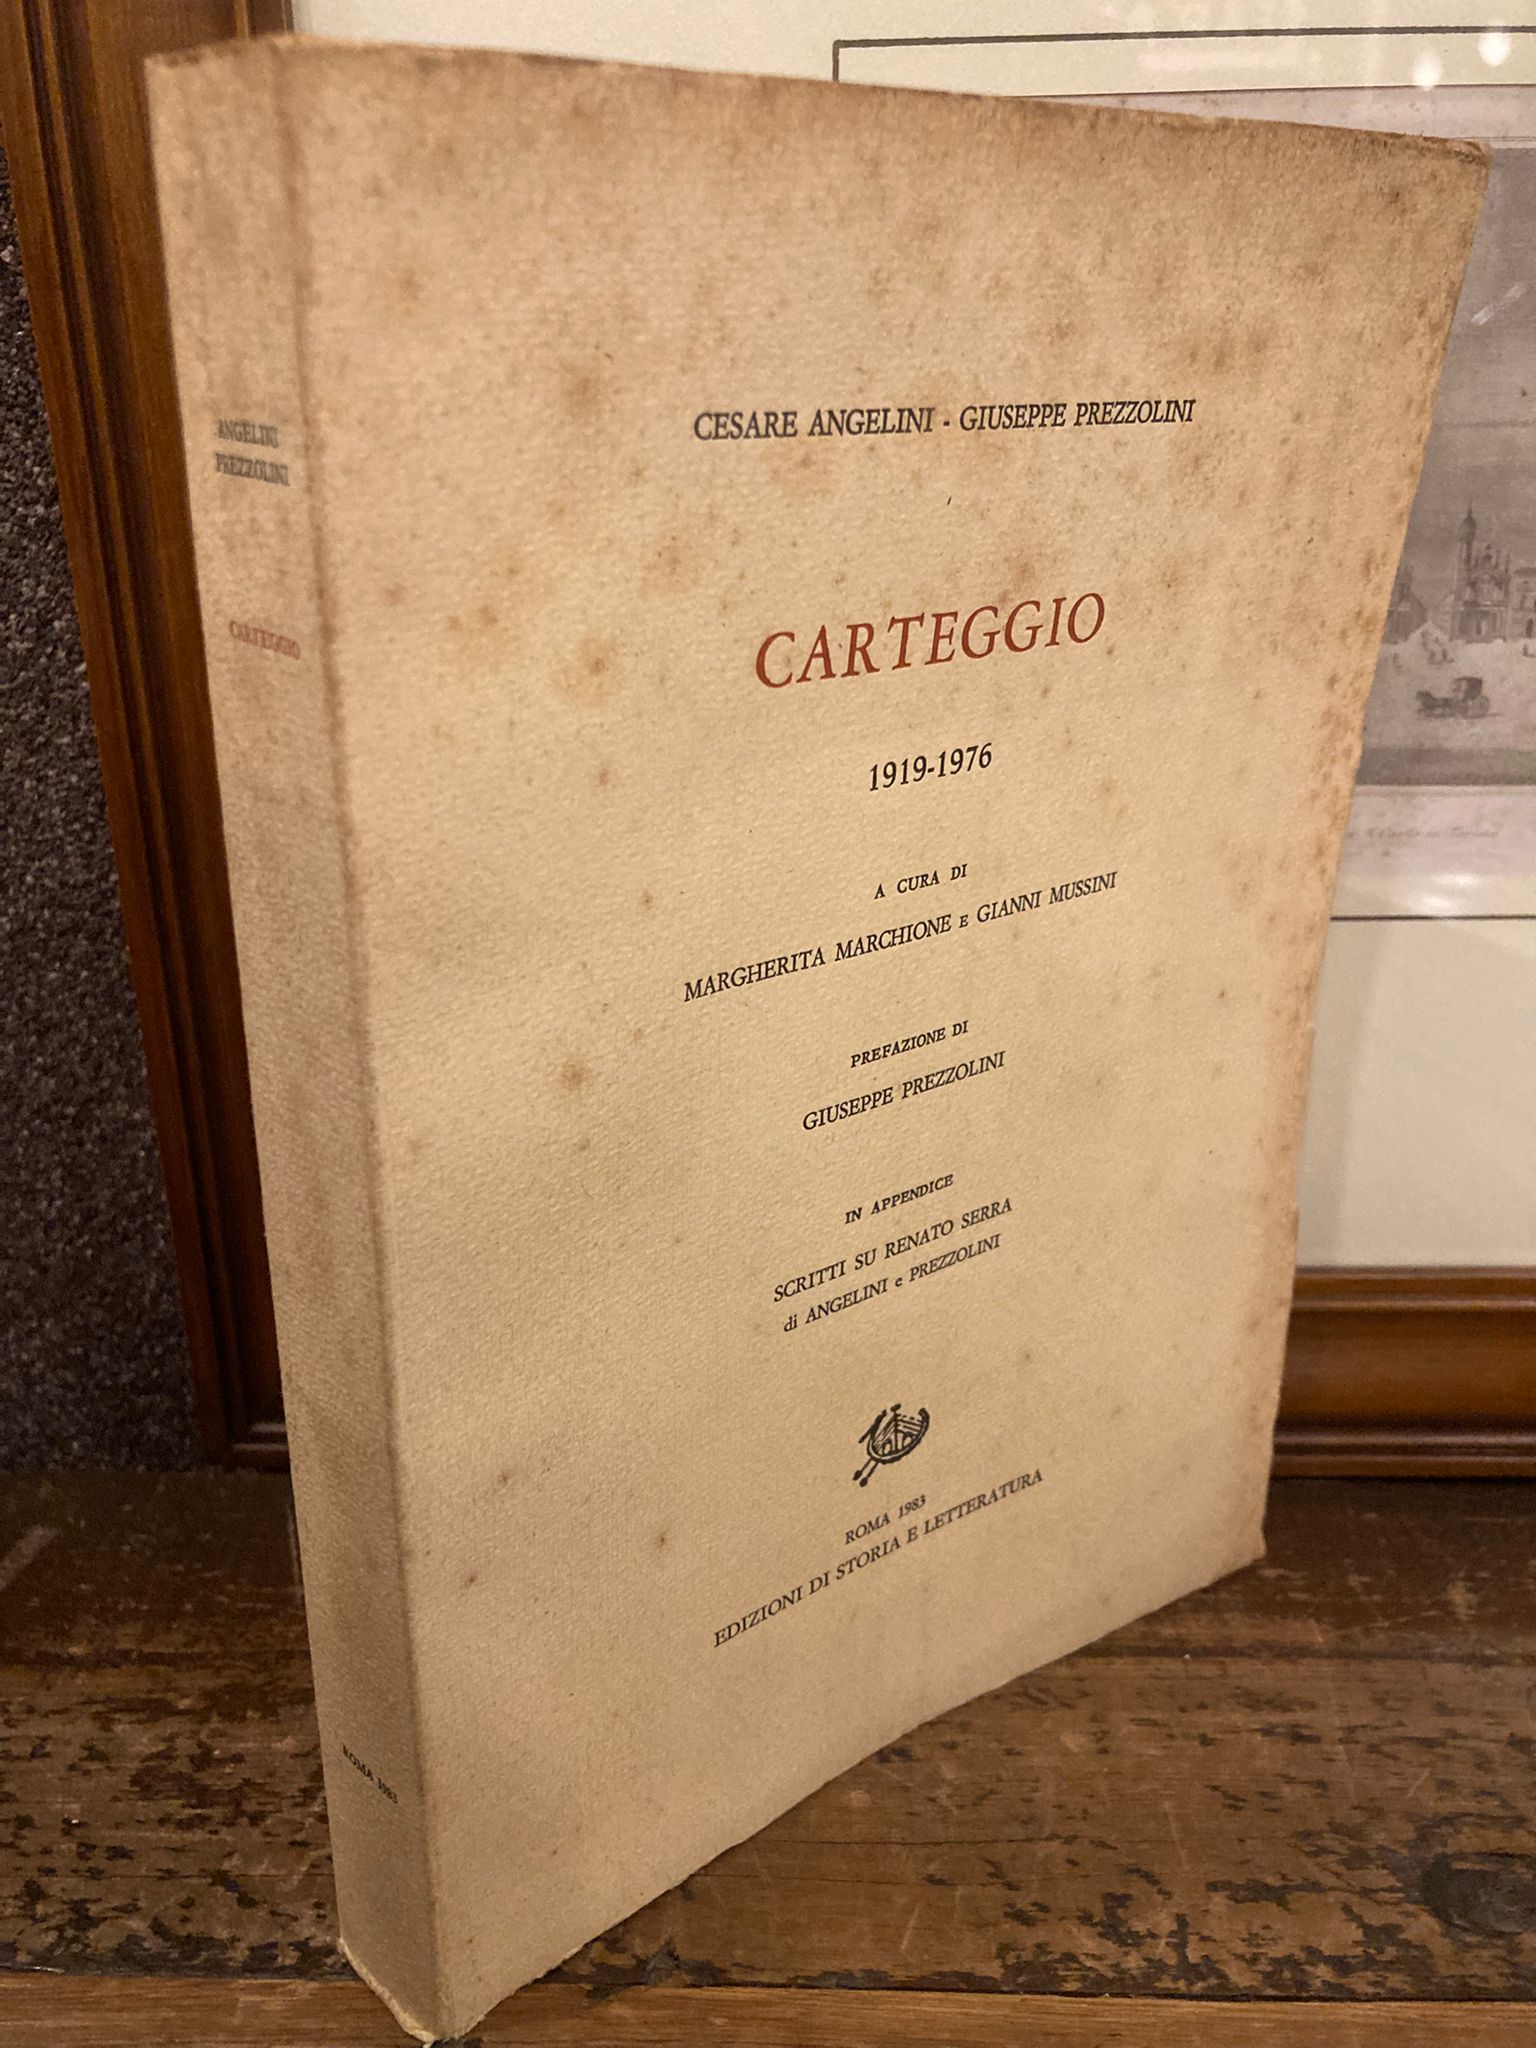 CESARE ANGELINI - GIUSEPPE PREZZOLINI
CARTEGGIO
1919-1976
A CURA DI
MARGHERITA MARCHIONE E GIANNI MUSSINI
PREFAZIONE DI
GIUSEPPE PREZZOLINI
IN APPENDICE
SCRITTI SU RENATO SERRA
di ANGELINI e PREZZOLINI
ROMA 1983
EDIZIONI DI STORIA E LETTERATURA
ANGELINI
PREZZOLINI
CARTEGGIO
ROMA 1983